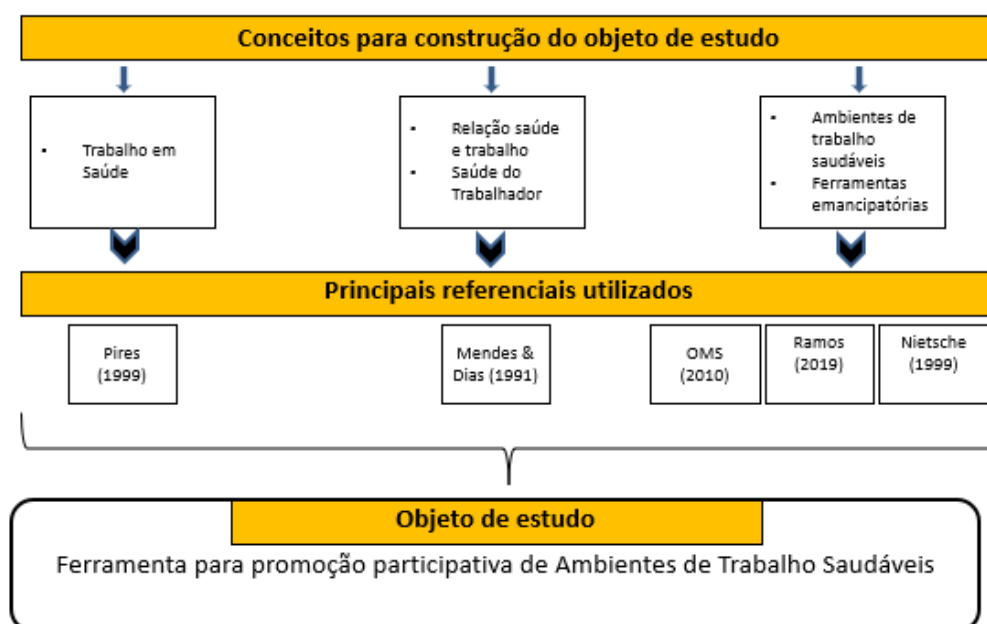 Conceitos para construção do objeto de estudo
▪ Trabalho em
Saúde
▪ Relação saúde
e trabalho
▪ Saúde do
Trabalhador
▪ Ambientes de
trabalho
saudáveis
▪ Ferramentas
emancipatórias
Principais referenciais utilizados
Pires
(1999)
Mendes &
Dias (1991)
OMS
(2010)
Ramos
(2019)
Nietsche
(1999)
Objeto de estudo
Ferramenta para promoção participativa de Ambientes de Trabalho Saudáveis